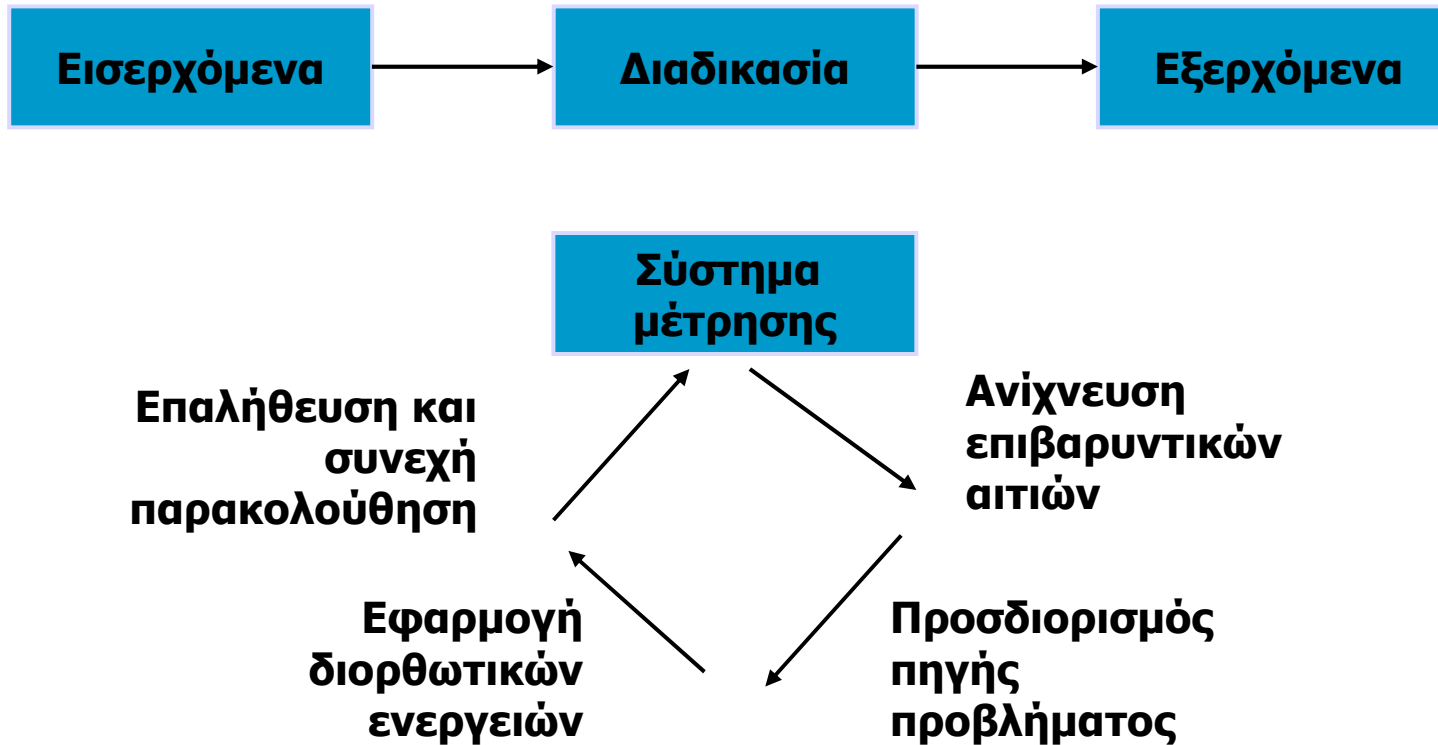 Εισερχόμενα
Διαδικασία
Εξερχόμενα
Σύστημα
μέτρησης
Ανίχνευση
επιβαρυντικών
αιτιών
Προσδιορισμός
πηγής
προβλήματος
Εφαρμογή
διορθωτικών
ενεργειών
Επαλήθευση και
συνεχή
παρακολούθηση